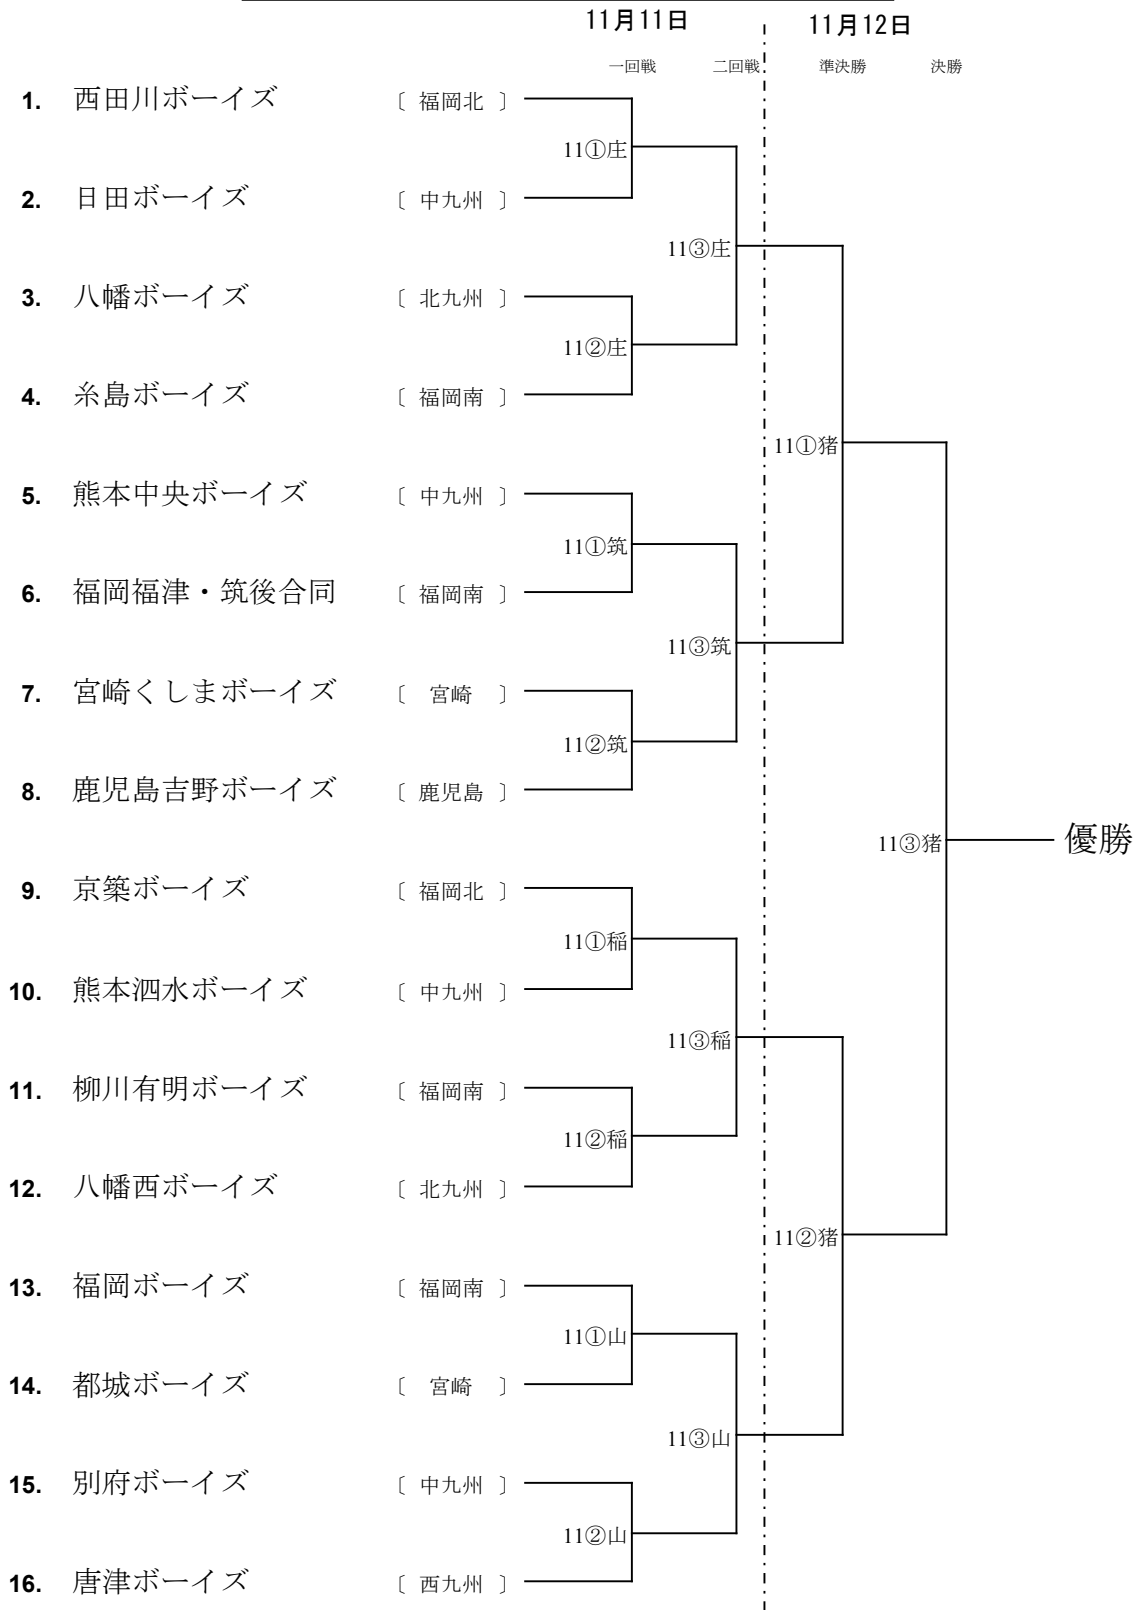 11月11日 11月12日
一回戦 二回戦 準決勝 決勝
1. 西田川ボーイズ 〔 福岡北 〕
11①庄
2. 日田ボーイズ 〔 中九州 〕
11③庄
3. 八幡ボーイズ 〔 北九州 〕
11②庄
4. 糸島ボーイズ 〔 福岡南 〕
11①猪
5. 熊本中央ボーイズ 〔 中九州 〕
11①筑
6. 福岡福津・筑後合同 〔 福岡南 〕
11③筑
7. 宮崎くしまボーイズ 〔 宮崎 〕
11②筑
8. 鹿児島吉野ボーイズ 〔 鹿児島 〕
11③猪 優勝
9. 京築ボーイズ 〔 福岡北 〕
11①稲
10. 熊本泗水ボーイズ 〔 中九州 〕
11③稲
11. 柳川有明ボーイズ 〔 福岡南 〕
11②稲
12. 八幡西ボーイズ 〔 北九州 〕
11②猪
13. 福岡ボーイズ 〔 福岡南 〕
11①山
14. 都城ボーイズ 〔 宮崎 〕
11③山
15. 別府ボーイズ 〔 中九州 〕
11②山
16. 唐津ボーイズ 〔 西九州 〕